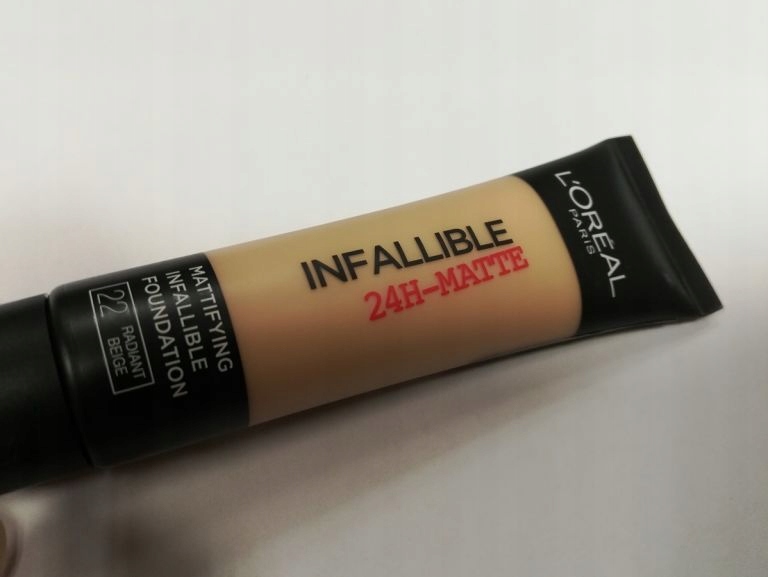 INFALLIBLE
24H-MATTE
L'ORÉAL
PARIS
MATTIFYING
INFALLIBLE
FOUNDATION
22 RADIANT
BEIGE